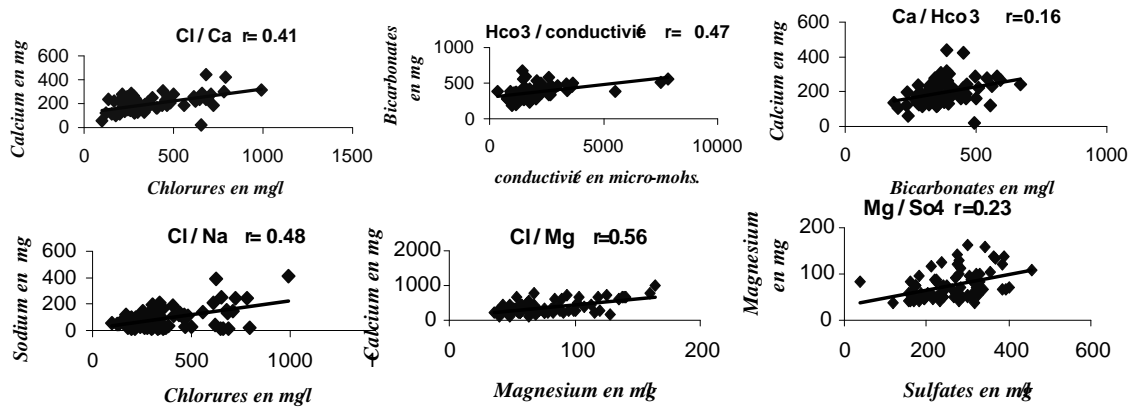 Cl / Ca r= 0.41
Calcium en mg
600
400
200
0
0 500 1000 1500
Chlorures en mg/l
Hco3 / conductivié r= 0.47
Bicarbonates
en mg
1000
500
0
0 5000 10000
conductivié en micro-mohs.
Ca / Hco3 r=0.16
Calcium en mg
600
400
200
0
0 500 1000
Bicarbonates en mg/l
Cl / Na r= 0.48
Sodium en mg
600
400
200
0
0 500 1000
Chlorures en mg/l
Cl / Mg r=0.56
Calcium en mg
4000
2000
0
0 100 200
Magnesium en mg/l
Mg / So4 r=0.23
Magnesium
en mg
200
100
0
0 200 400 600
Sulfates en mg/l